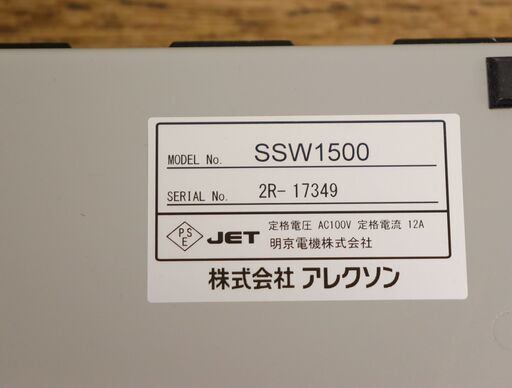 MODEL No. SSW1500
SERIAL No. 2R-17349
PS
E
JET
定格電圧 AC100V 定格電流 12A
明京電機株式会社
株式会社 アレクソン